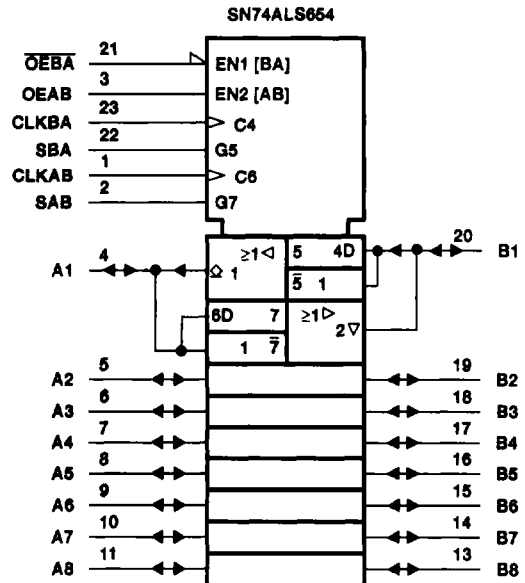 SN74ALS654
O̅E̅B̅A̅ 21 EN1 [BA]
OEAB 3 EN2 [AB]
CLKBA 23 C4
SBA 22 G5
CLKAB 1 C6
SAB 2 G7
A1 4 ≥1 ◁ 5 4D 20 B1
1 5̅ 1
6D 7 ≥1 ▷
1 7̅ 2 ▽
A2 5 19 B2
A3 6 18 B3
A4 7 17 B4
A5 8 16 B5
A6 9 15 B6
A7 10 14 B7
A8 11 13 B8